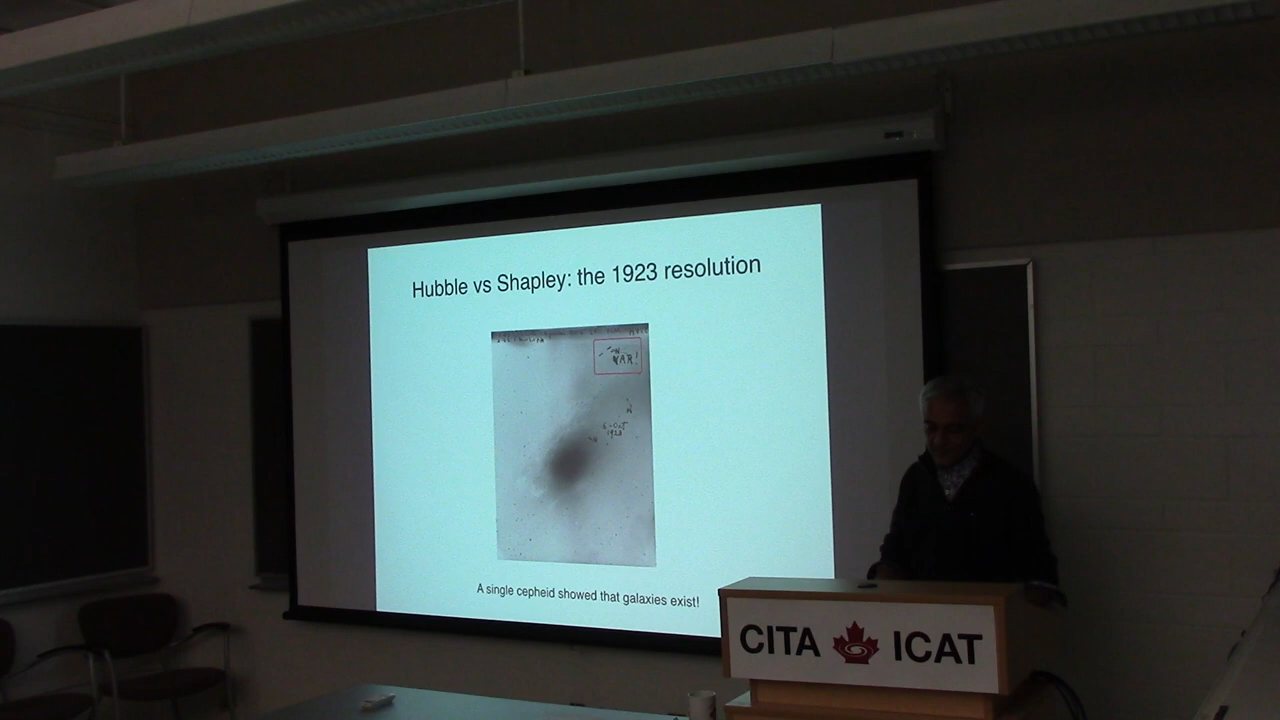 Hubble vs Shapley: the 1923 resolution
VAR!
6-Oct
1923
N
N
A single cepheid showed that galaxies exist!
CITA ICAT